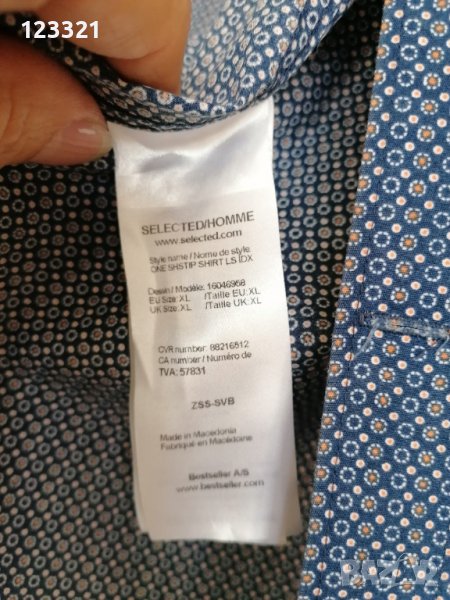 123321
SELECTED/HOMME
www.selected.com
Style name / Nome de style
ONE SHSTIP SHIRT LS IDX
Dessin / Modéle: 16046968
EU Size: XL /Taille EU: XL
UK Size: XL /Taille UK: XL
CVR number: 88216512
CA number / Numéro de
TVA: 57831
ZSS-SVB
Made in Macedonia
Fabriqué en Macédoine
Bestseller A/S
www.bestseller.com